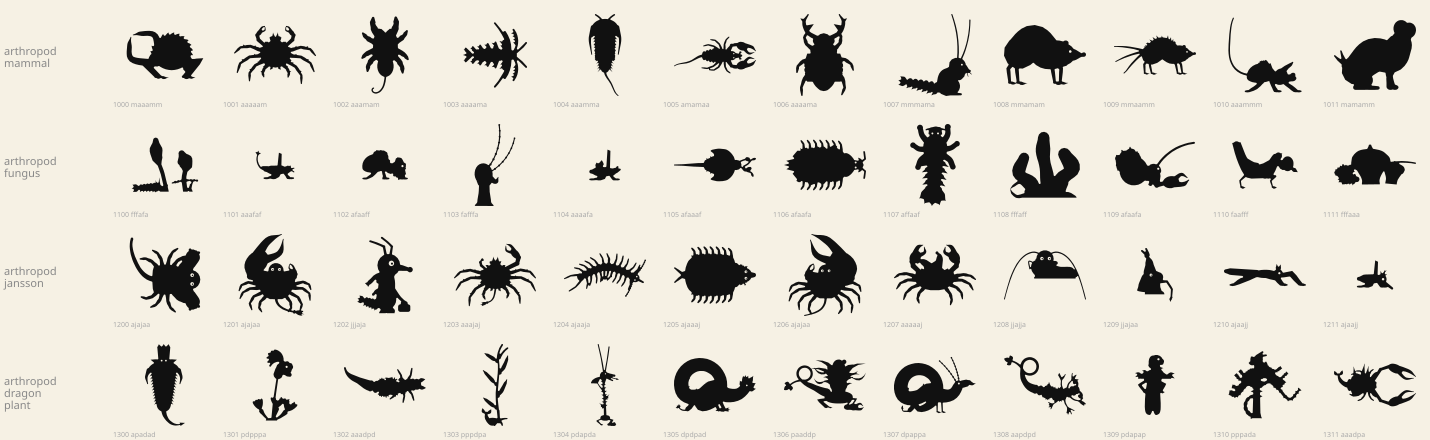 arthropod
mammal
1000 maaamm
1001 aaaaam
1002 aaamam
1003 aaaama
1004 aaamma
1005 amamaa
1006 aaaama
1007 mmmama
1008 mmamam
1009 mmaamm
1010 aaammm
1011 mamamm
arthropod
fungus
1100 fffafa
1101 aaafaf
1102 afaaff
1103 fafffa
1104 aaaafa
1105 afaaaf
1106 afaafa
1107 affaaf
1108 fffaff
1109 afaafa
1110 faafff
1111 fffaaa
arthropod
jansson
1200 ajajaa
1201 ajajaa
1202 jjjaja
1203 aaajaj
1204 ajaaja
1205 ajaaaj
1206 ajajaa
1207 aaaaaj
1208 jjajja
1209 jjajaa
1210 ajaajj
1211 ajaajj
arthropod
dragon
plant
1300 apadad
1301 pdpppa
1302 aaadpd
1303 pppdpa
1304 pdapda
1305 dpdpad
1306 paaddp
1307 dpappa
1308 aapdpd
1309 pdapap
1310 pppada
1311 aaadpa